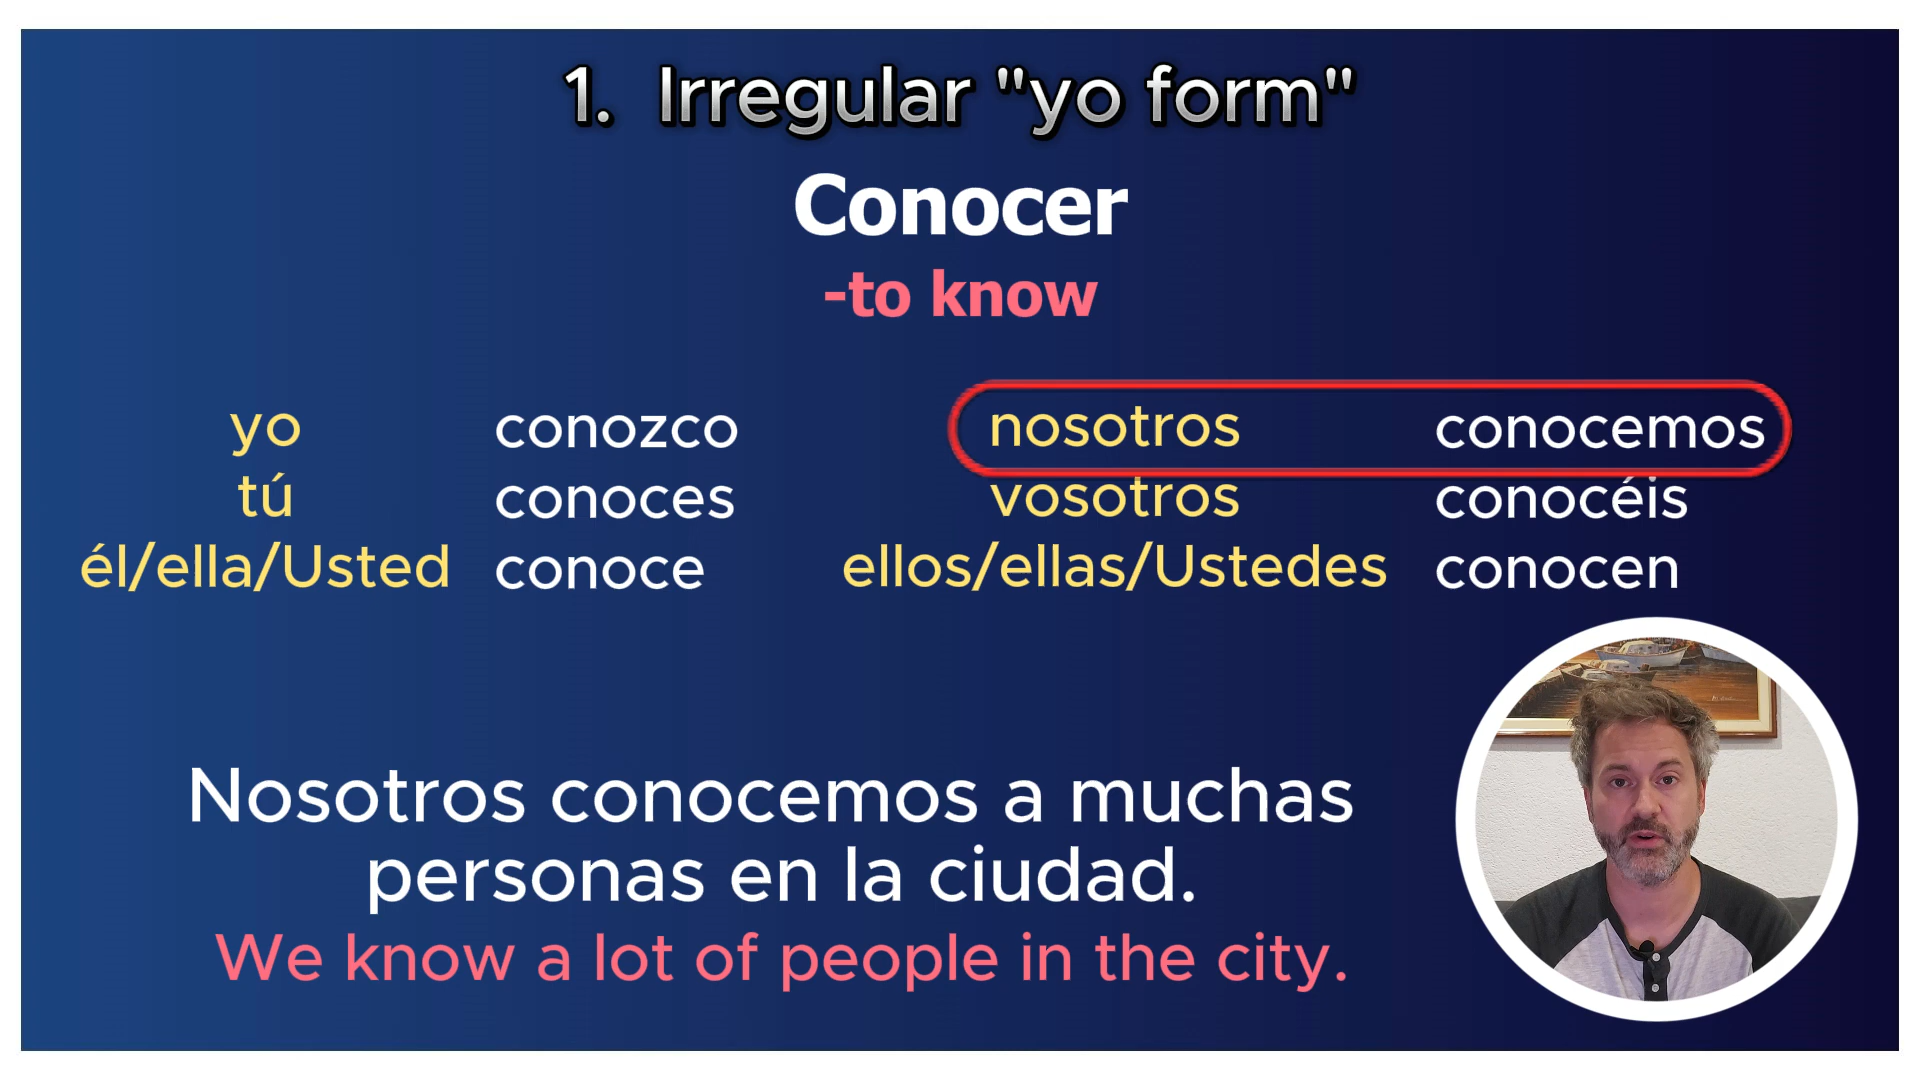 1. Irregular "yo form"
Conocer
-to know
yo conozco nosotros conocemos
tú conoces vosotros conocéis
él/ella/Usted conoce ellos/ellas/Ustedes conocen
Nosotros conocemos a muchas
personas en la ciudad.
We know a lot of people in the city.